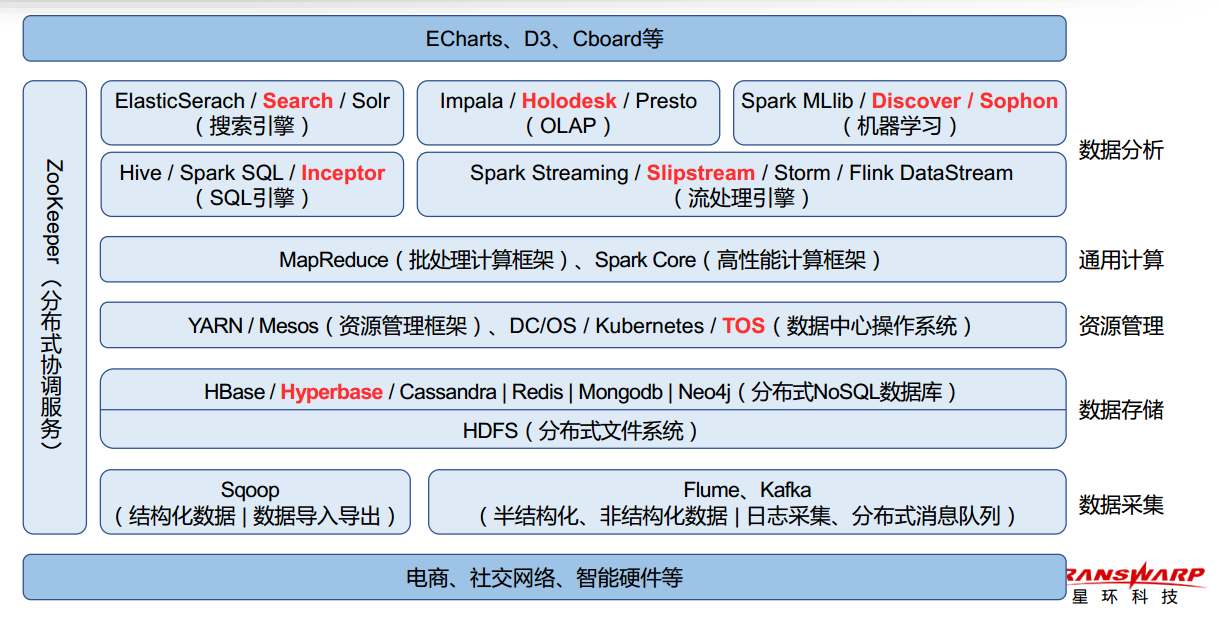 ECharts、D3、Cboard等
ZooKeeper（分布式协调服务）
ElasticSerach / Search / Solr
（搜索引擎）
Impala / Holodesk / Presto
（OLAP）
Spark MLlib / Discover / Sophon
（机器学习）
Hive / Spark SQL / Inceptor
（SQL引擎）
Spark Streaming / Slipstream / Storm / Flink DataStream
（流处理引擎）
数据分析
MapReduce（批处理计算框架）、Spark Core（高性能计算框架）
通用计算
YARN / Mesos（资源管理框架）、DC/OS / Kubernetes / TOS（数据中心操作系统）
资源管理
HBase / Hyperbase / Cassandra | Redis | Mongodb | Neo4j（分布式NoSQL数据库）
HDFS（分布式文件系统）
数据存储
Sqoop
（结构化数据 | 数据导入导出）
Flume、Kafka
（半结构化、非结构化数据 | 日志采集、分布式消息队列）
数据采集
电商、社交网络、智能硬件等
RANSWARP
星环科技